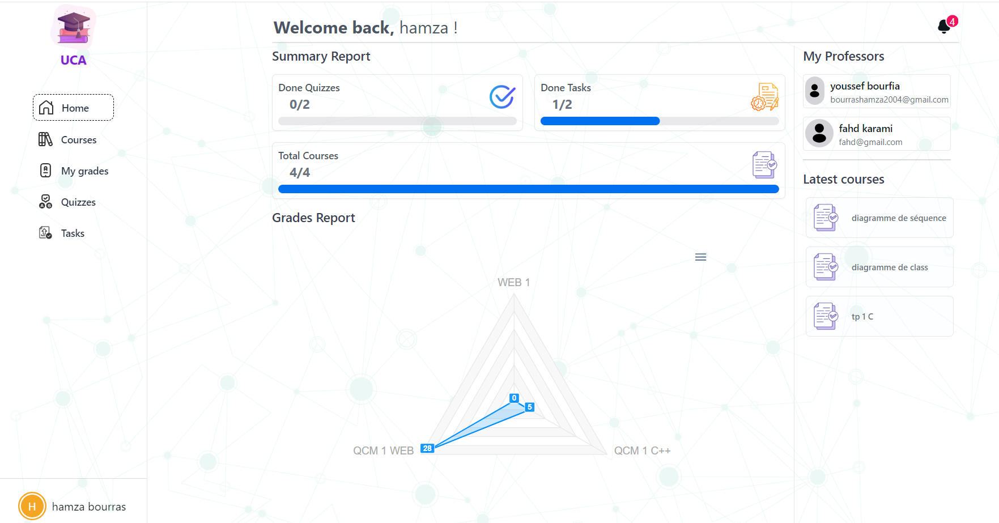 UCA
Home
Courses
My grades
Quizzes
Tasks
H
hamza bourras
Welcome back, hamza !
4
Summary Report
Done Quizzes
0/2
Done Tasks
1/2
Total Courses
4/4
Grades Report
WEB 1
0
5
28
QCM 1 WEB
QCM 1 C++
My Professors
youssef bourfia
bourrashamza2004@gmail.com
fahd karami
fahd@gmail.com
Latest courses
diagramme de séquence
diagramme de class
tp 1 C